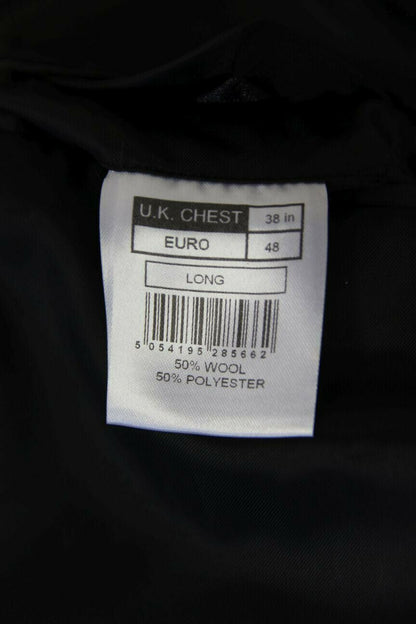 U.K. CHEST 38 in
EURO 48
LONG
5 054195 285662
50% WOOL
50% POLYESTER